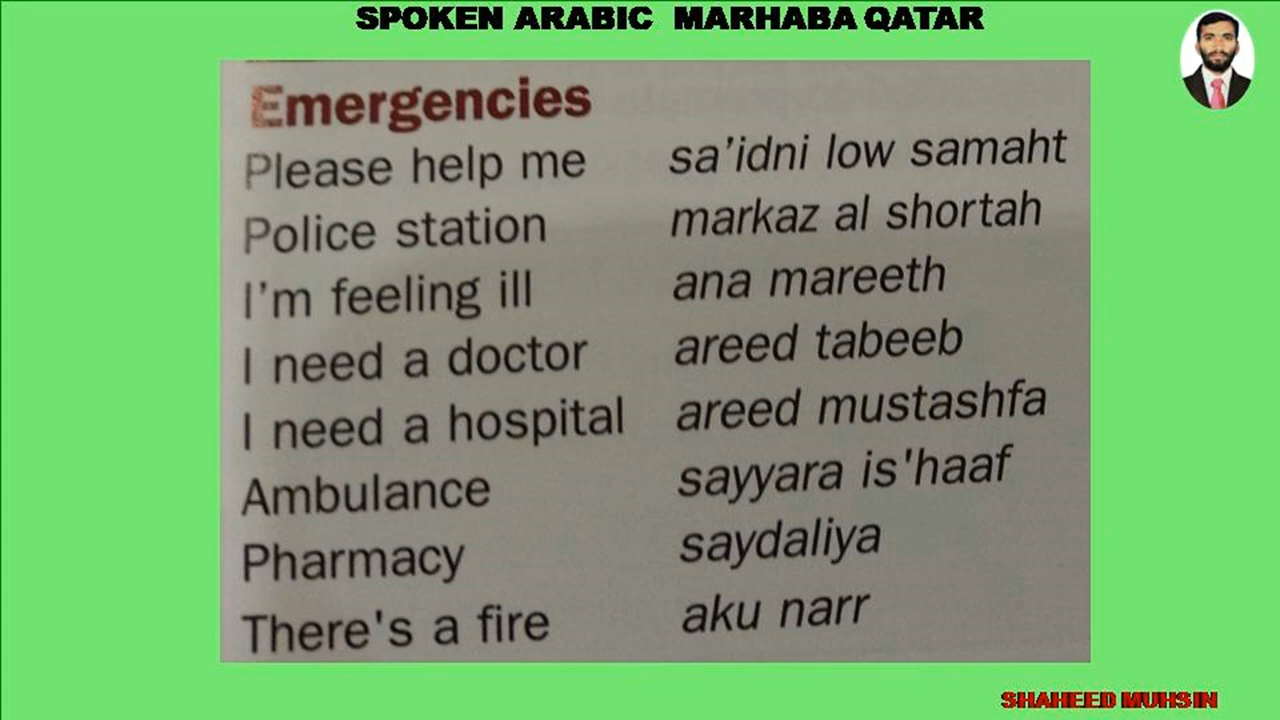 SPOKEN ARABIC MARHABA QATAR
Emergencies
Please help me sa'idni low samaht
Police station markaz al shortah
I'm feeling ill ana mareeth
I need a doctor areed tabeeb
I need a hospital areed mustashfa
Ambulance sayyara is'haaf
Pharmacy saydaliya
There's a fire aku narr
SHAHEED MUHSIN